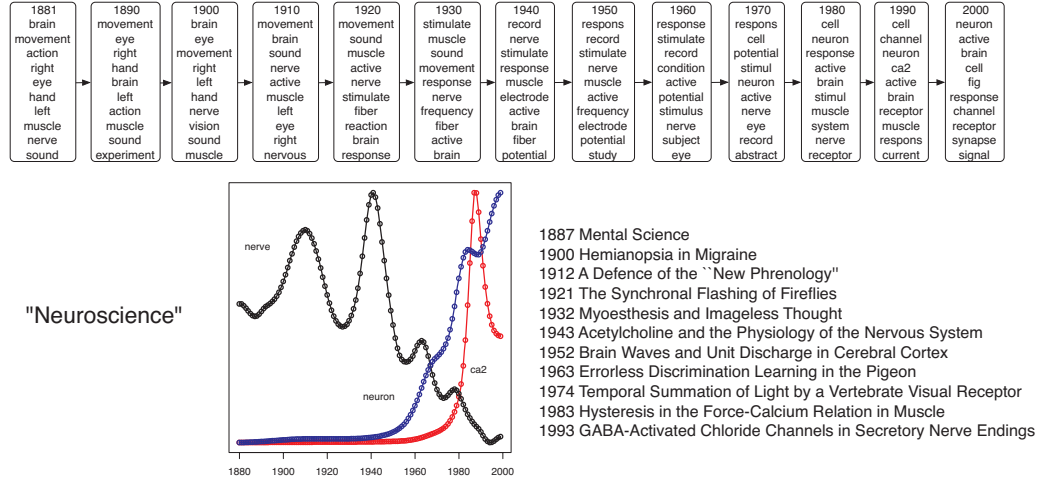 1881
brain
movement
action
right
eye
hand
left
muscle
nerve
sound
1890
movement
eye
right
hand
brain
left
action
muscle
sound
experiment
1900
brain
eye
movement
right
left
hand
nerve
vision
sound
muscle
1910
movement
brain
sound
nerve
active
muscle
left
eye
right
nervous
1920
movement
sound
muscle
active
nerve
stimulate
fiber
reaction
brain
response
1930
stimulate
muscle
sound
movement
response
nerve
frequency
fiber
active
brain
1940
record
nerve
stimulate
response
muscle
electrode
active
brain
fiber
potential
1950
respons
record
stimulate
nerve
muscle
active
frequency
electrode
potential
study
1960
response
stimulate
record
condition
active
potential
stimulus
nerve
subject
eye
1970
respons
cell
potential
stimul
neuron
active
nerve
eye
record
abstract
1980
cell
neuron
response
active
brain
stimul
muscle
system
nerve
receptor
1990
cell
channel
neuron
ca2
active
brain
receptor
muscle
respons
current
2000
neuron
active
brain
cell
fig
response
channel
receptor
synapse
signal
"Neuroscience"
nerve
ca2
neuron
1880 1900 1920 1940 1960 1980 2000
1887 Mental Science
1900 Hemianopsia in Migraine
1912 A Defence of the ``New Phrenology''
1921 The Synchronal Flashing of Fireflies
1932 Myoesthesis and Imageless Thought
1943 Acetylcholine and the Physiology of the Nervous System
1952 Brain Waves and Unit Discharge in Cerebral Cortex
1963 Errorless Discrimination Learning in the Pigeon
1974 Temporal Summation of Light by a Vertebrate Visual Receptor
1983 Hysteresis in the Force-Calcium Relation in Muscle
1993 GABA-Activated Chloride Channels in Secretory Nerve Endings